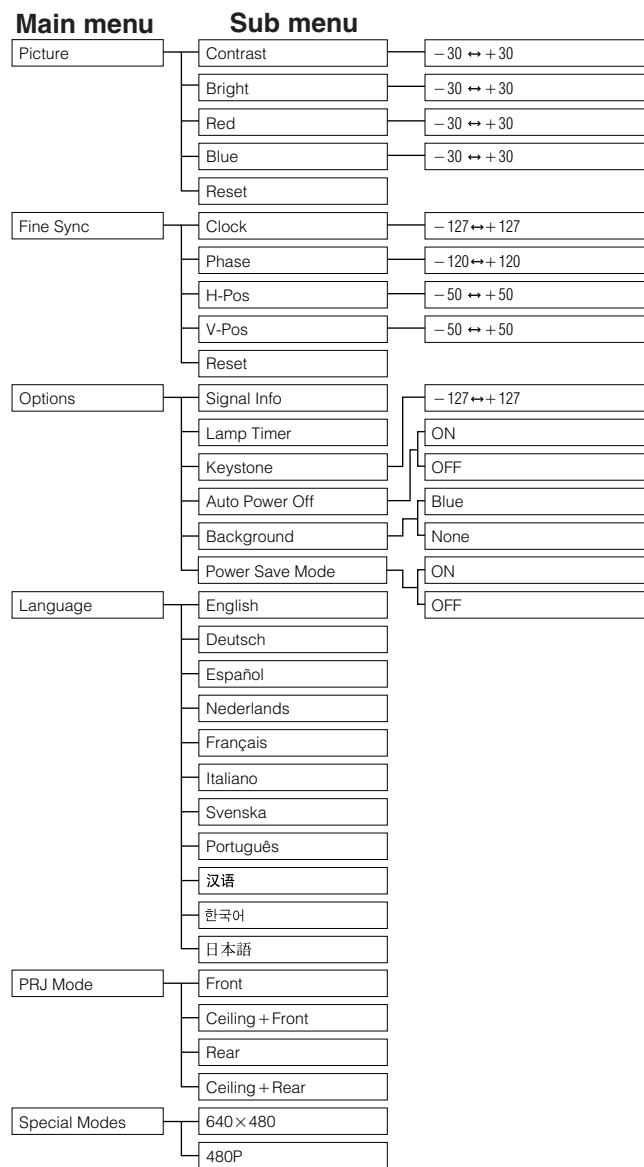 Main menu Sub menu
Picture Contrast −30 ↔ +30
Bright −30 ↔ +30
Red −30 ↔ +30
Blue −30 ↔ +30
Reset
Fine Sync Clock −127↔+127
Phase −120↔+120
H-Pos −50 ↔ +50
V-Pos −50 ↔ +50
Reset
Options Signal Info −127↔+127
Lamp Timer ON
Keystone OFF
Auto Power Off Blue
Background None
Power Save Mode ON
Language English OFF
Deutsch
Español
Nederlands
Français
Italiano
Svenska
Português
汉语
한국어
日本語
PRJ Mode Front
Ceiling+Front
Rear
Ceiling+Rear
Special Modes 640×480
480P